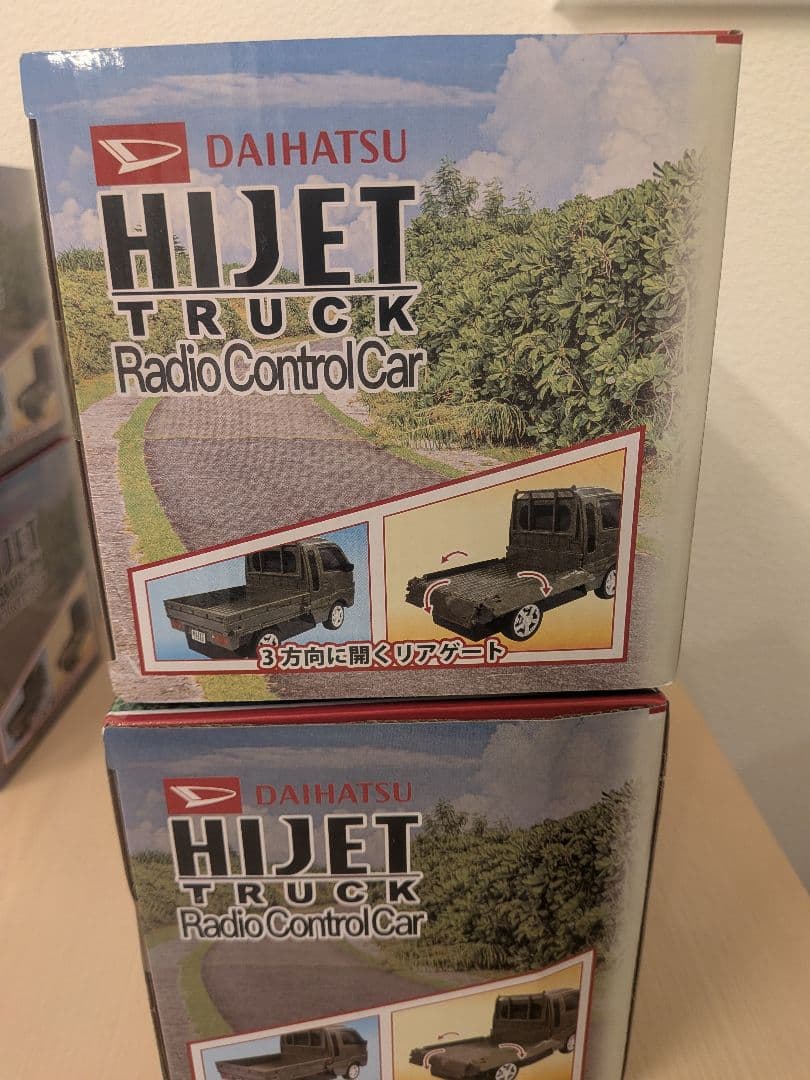 DAIHATSU
HIJET
TRUCK
Radio Control Car
3方向に開くリアゲート
DAIHATSU
HIJET
TRUCK
Radio Control Car
JET